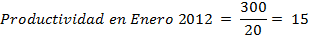 Productividad en Enero 2012 = 300/20 = 15